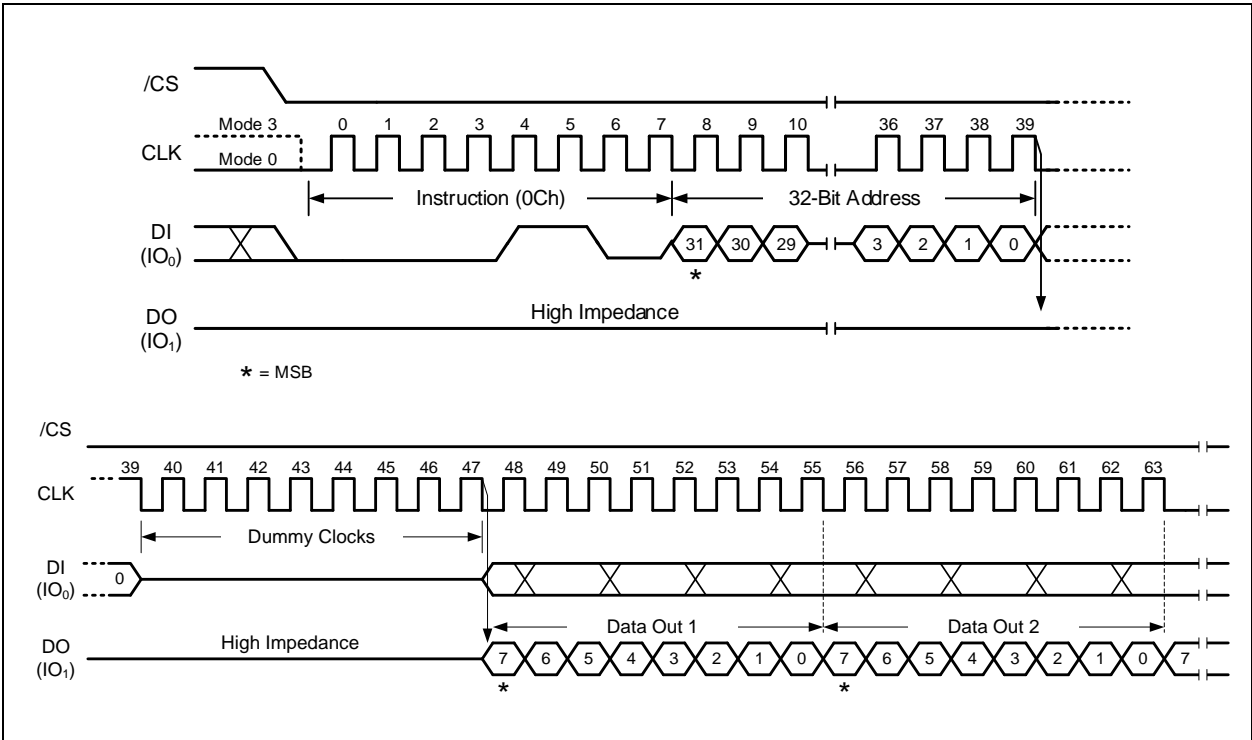 /CS
Mode 3 0 1 2 3 4 5 6 7 8 9 10 36 37 38 39
CLK
Mode 0
Instruction (0Ch) 32-Bit Address
DI
(IO₀)
31 30 29 3 2 1 0
*
High Impedance
DO
(IO₁)
* = MSB
/CS
39 40 41 42 43 44 45 46 47 48 49 50 51 52 53 54 55 56 57 58 59 60 61 62 63
CLK
Dummy Clocks
DI
(IO₀)
0
Data Out 1 Data Out 2
High Impedance
DO
(IO₁)
7 6 5 4 3 2 1 0 7 6 5 4 3 2 1 0 7
* *